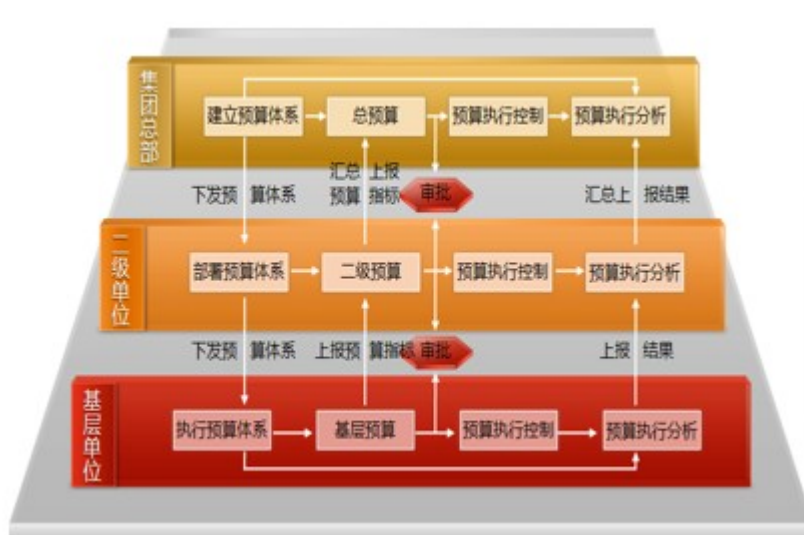 集团总部
建立预算体系
总预算
预算执行控制
预算执行分析
下发预算体系
汇总上报
预算指标
审批
汇总上报结果
二级单位
部署预算体系
二级预算
预算执行控制
预算执行分析
下发预算体系
上报预算指标
审批
上报结果
基层单位
执行预算体系
基层预算
预算执行控制
预算执行分析